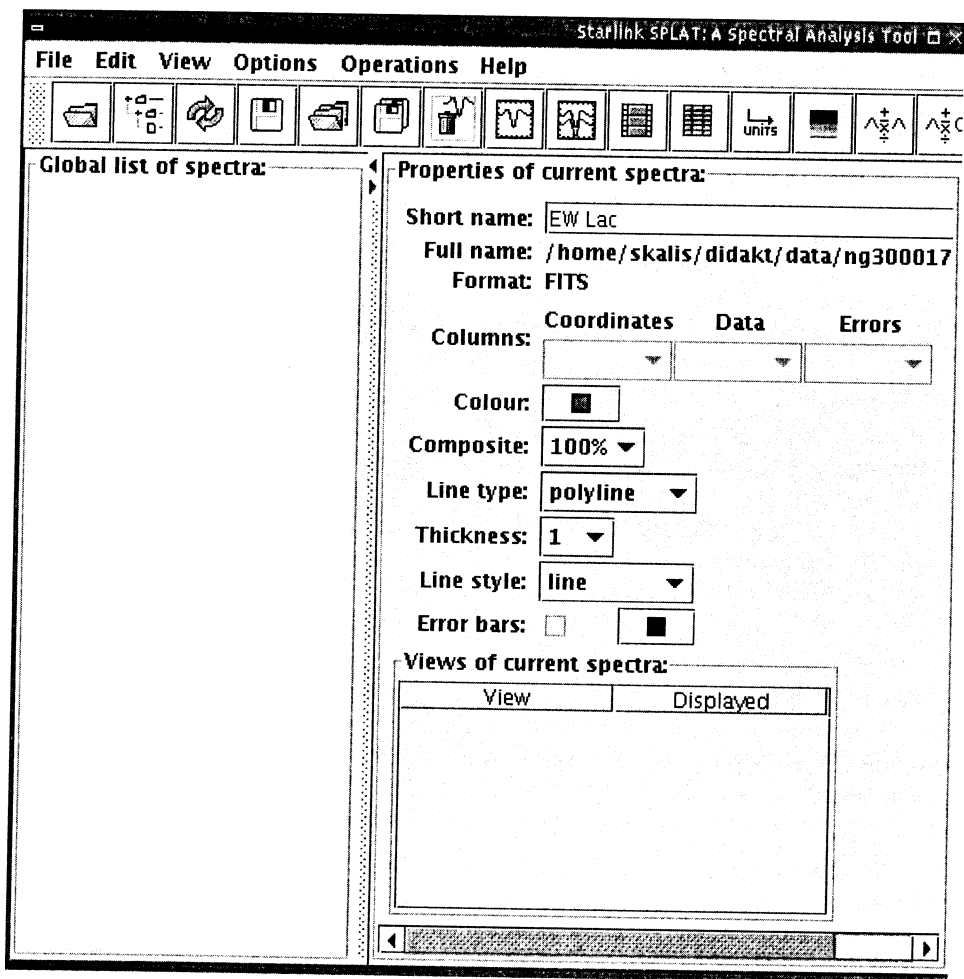 Starlink SPLAT: A Spectral Analysis Tool
File Edit View Options Operations Help
UNITS
Global list of spectra:
Properties of current spectra:
Short name: EW Lac
Full name: /home/skalis/didakt/data/ng300017
Format: FITS
Coordinates Data Errors
Columns:
Colour:
Composite: 100%
Line type: polyline
Thickness: 1
Line style: line
Error bars:
Views of current spectra:
View Displayed